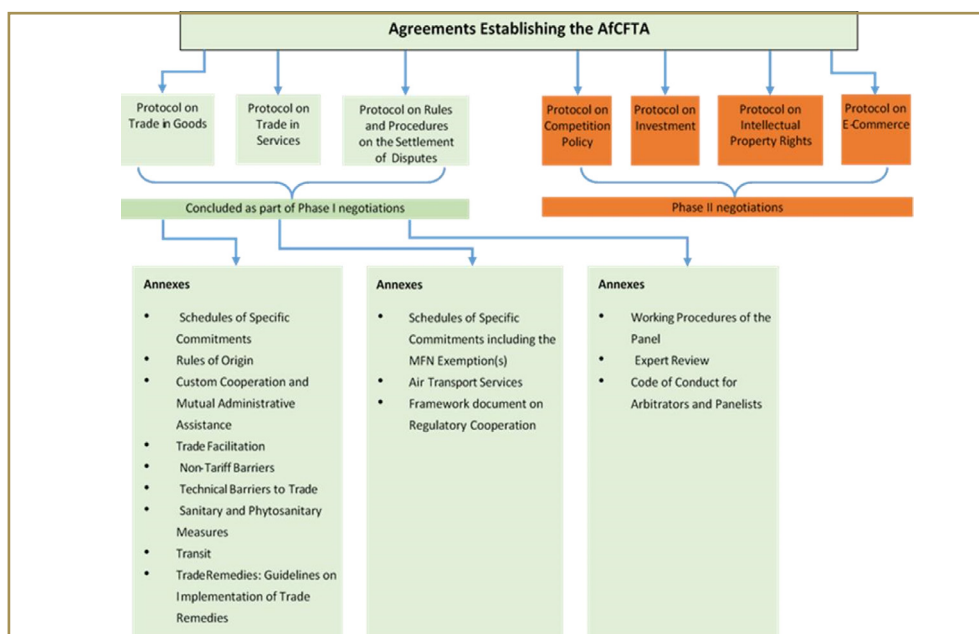 Agreements Establishing the AfCFTA
Protocol on
Trade in Goods
Protocol on
Trade in
Services
Protocol on Rules
and Procedures
on the Settlement
of Disputes
Protocol on
Competition
Policy
Protocol on
Investment
Protocol on
Intellectual
Property Rights
Protocol on
E-Commerce
Concluded as part of Phase I negotiations
Phase II negotiations
Annexes
• Schedules of Specific
Commitments
• Rules of Origin
• Custom Cooperation and
Mutual Administrative
Assistance
• Trade Facilitation
• Non-Tariff Barriers
• Technical Barriers to Trade
• Sanitary and Phytosanitary
Measures
• Transit
• Trade Remedies: Guidelines on
Implementation of Trade
Remedies
Annexes
• Schedules of Specific
Commitments including the
MFN Exemption(s)
• Air Transport Services
• Framework document on
Regulatory Cooperation
Annexes
• Working Procedures of the
Panel
• Expert Review
• Code of Conduct for
Arbitrators and Panelists